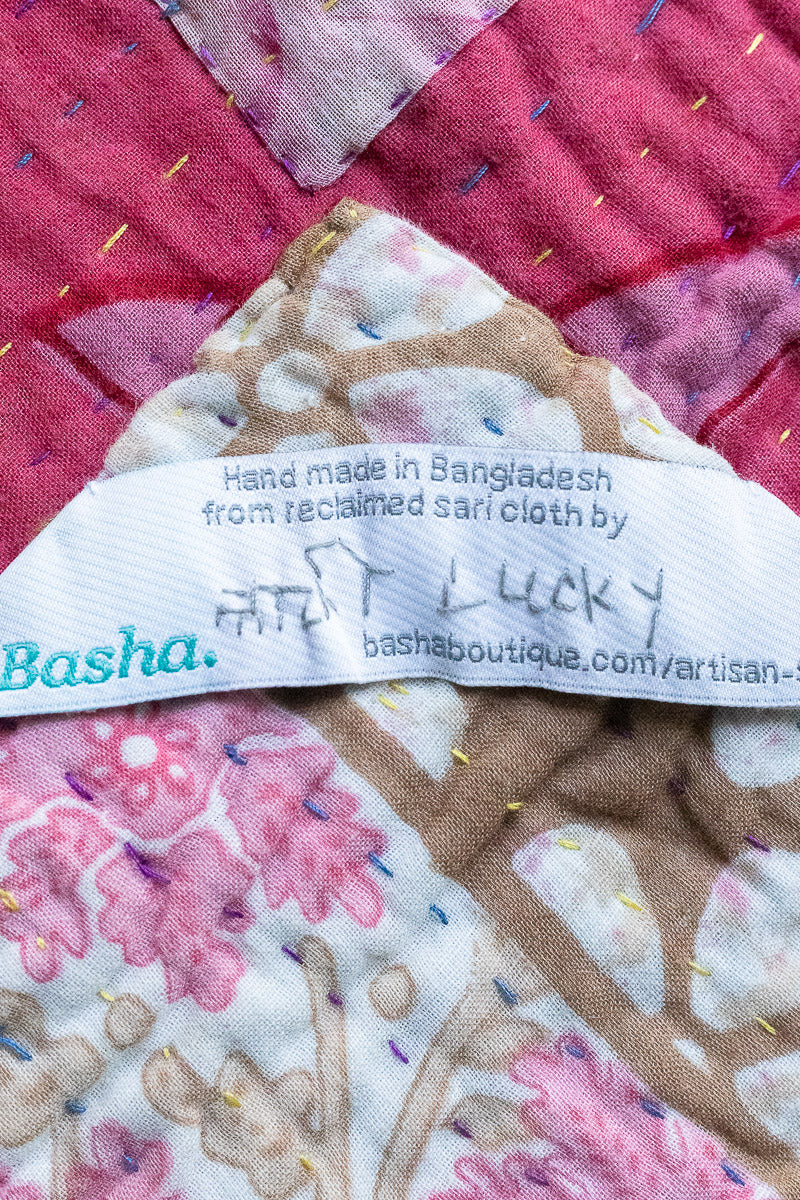 Hand made in Bangladesh
from reclaimed sari cloth by
LUCKY
Basha.
bashaboutique.com/artisan-s